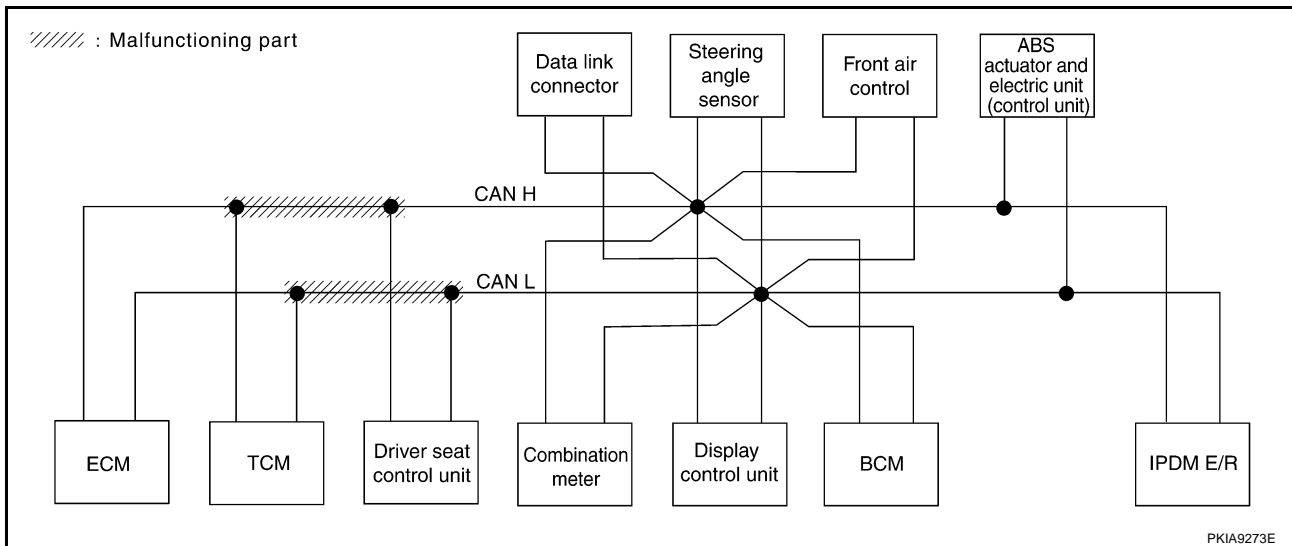 : Malfunctioning part
Data link
connector
Steering
angle
sensor
Front air
control
ABS
actuator and
electric unit
(control unit)
CAN H
CAN L
ECM
TCM
Driver seat
control unit
Combination
meter
Display
control unit
BCM
IPDM E/R
PKIA9273E